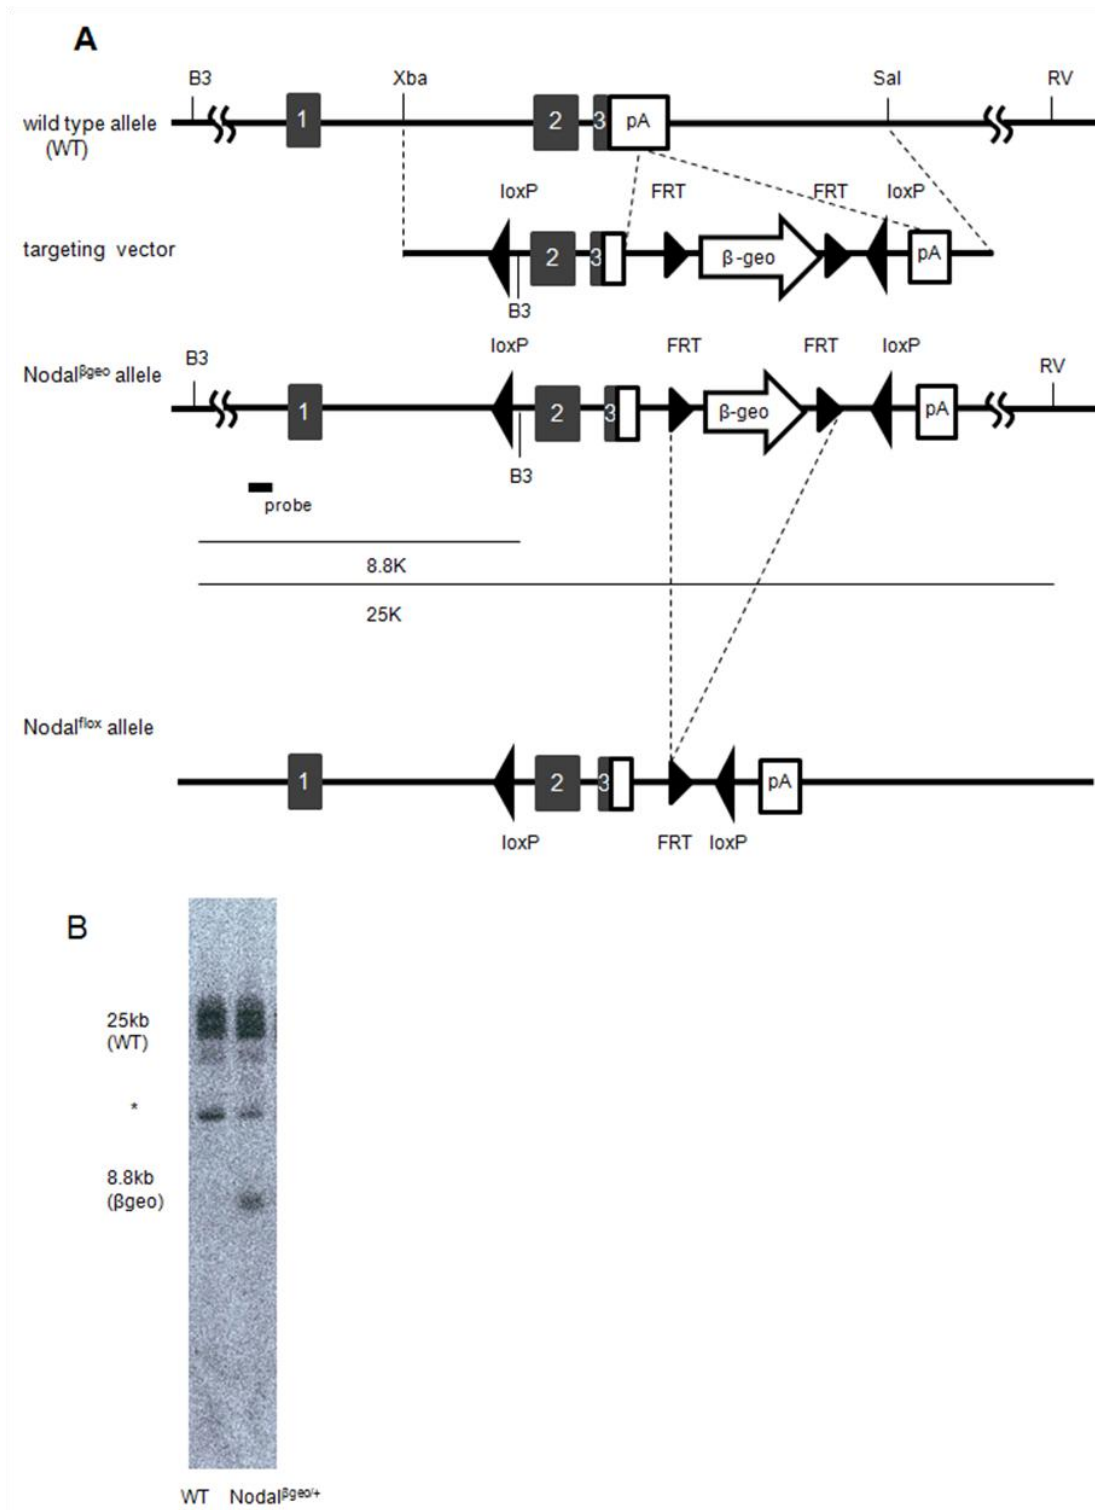 A
B3 Xba Sal RV
1 2 3 pA
wild type allele
(WT)
loxP FRT FRT loxP
targeting vector
2 3 β-geo pA
B3
loxP FRT FRT loxP
B3 RV
Nodalβgeo allele
1 2 3 β-geo pA
B3
probe
8.8K
25K
Nodalflox allele
1 2 3 pA
loxP FRT loxP
B
25kb
(WT)
*
8.8kb
(βgeo)
WT Nodalβgeo/+